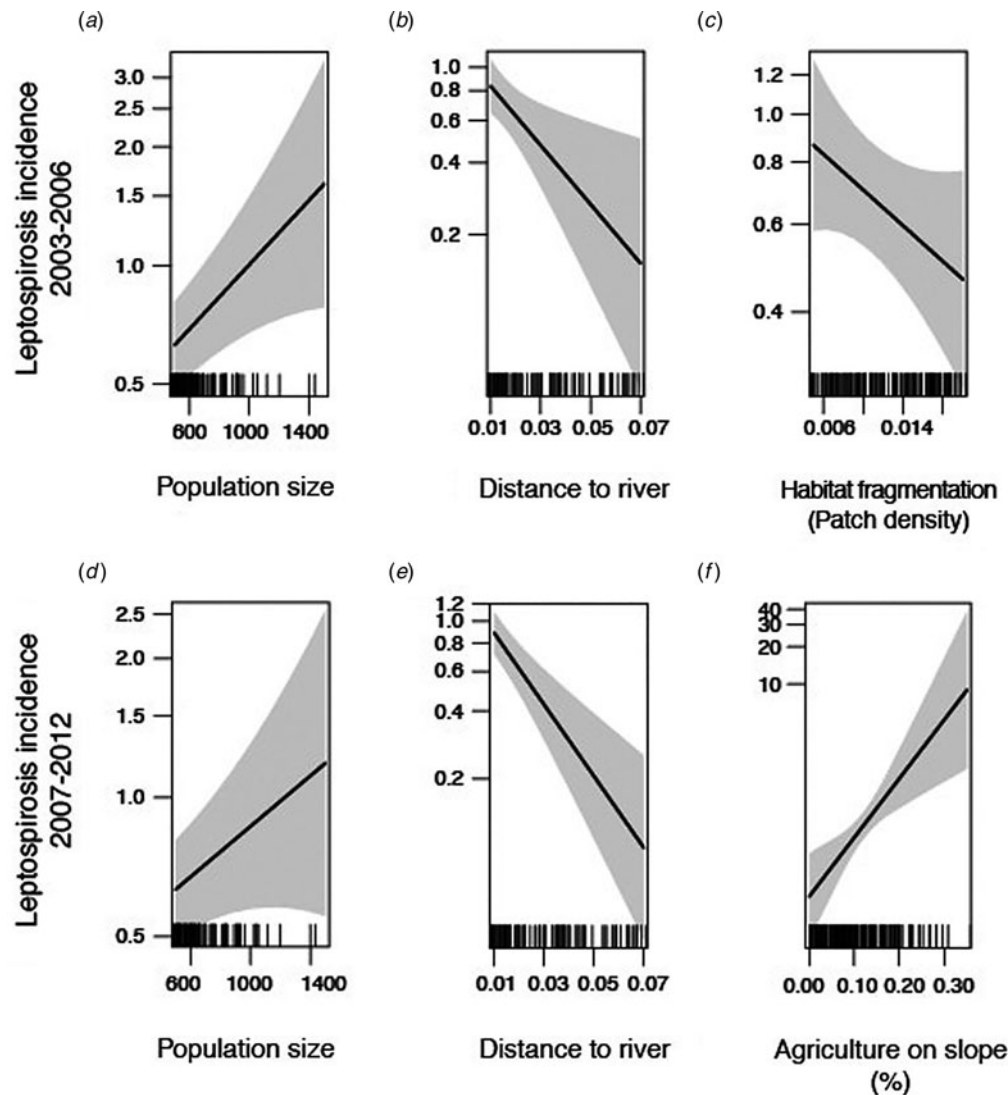 (a)
(b)
(c)
Leptospirosis incidence
2003-2006
3.0
2.5
2.0
1.5
1.0
0.5
600 1000 1400
Population size
1.0
0.8
0.6
0.4
0.2
0.01 0.03 0.05 0.07
Distance to river
1.2
1.0
0.8
0.6
0.4
0.006 0.014
Habitat fragmentation
(Patch density)
(d)
(e)
(f)
Leptospirosis incidence
2007-2012
2.5
2.0
1.5
1.0
0.5
600 1000 1400
Population size
1.2
1.0
0.8
0.6
0.4
0.2
0.01 0.03 0.05 0.07
Distance to river
40
30
20
10
0.00 0.10 0.20 0.30
Agriculture on slope
(%)